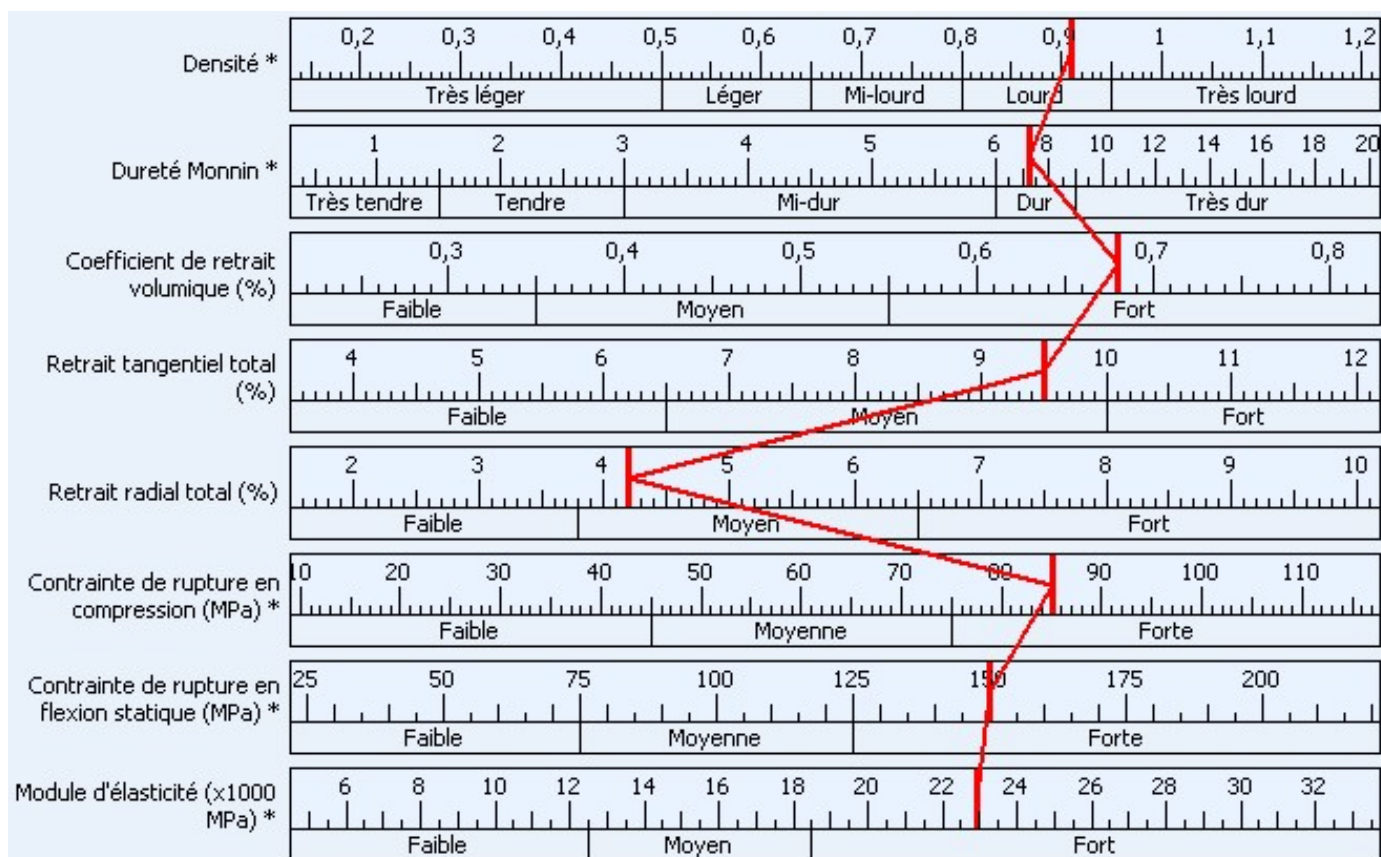 0,2 0,3 0,4 0,5 0,6 0,7 0,8 0,9 1 1,1 1,2
Densité *
Très léger Léger Mi-lourd Lourd Très lourd
1 2 3 4 5 6 8 10 12 14 16 18 20
Dureté Monnin *
Très tendre Tendre Mi-dur Dur Très dur
0,3 0,4 0,5 0,6 0,7 0,8
Coefficient de retrait
volumique (%)
Faible Moyen Fort
4 5 6 7 8 9 10 11 12
Retrait tangentiel total
(%)
Faible Moyen Fort
2 3 4 5 6 7 8 9 10
Retrait radial total (%)
Faible Moyen Fort
10 20 30 40 50 60 70 80 90 100 110
Contrainte de rupture en
compression (MPa) *
Faible Moyenne Forte
25 50 75 100 125 150 175 200
Contrainte de rupture en
flexion statique (MPa) *
Faible Moyenne Forte
6 8 10 12 14 16 18 20 22 24 26 28 30 32
Module d'élasticité (x1000
MPa) *
Faible Moyen Fort